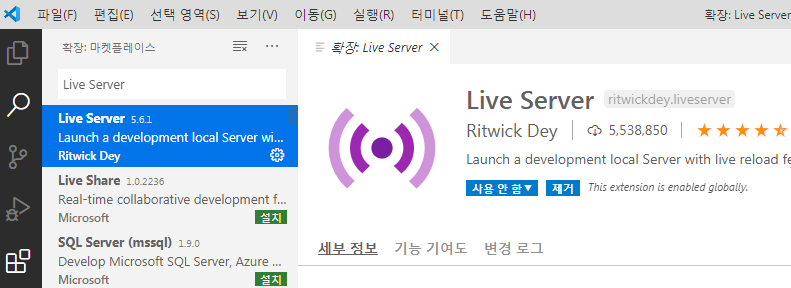 파일(F) 편집(E) 선택 영역(S) 보기(V) 이동(G) 실행(R) 터미널(T) 도움말(H) 확장: Live Server
확장: 마켓플레이스
Live Server
Live Server 5.6.1
Launch a development local Server wi...
Ritwick Dey
Live Share 1.0.2236
Real-time collaborative development f...
Microsoft 설치
SQL Server (mssql) 1.9.0
Develop Microsoft SQL Server, Azure ...
Microsoft 설치
확장: Live Server
Live Server ritwickdey.liveserver
Ritwick Dey 5,538,850
Launch a development local Server with live reload fe
사용 안 함 제거 This extension is enabled globally.
세부 정보 기능 기여도 변경 로그